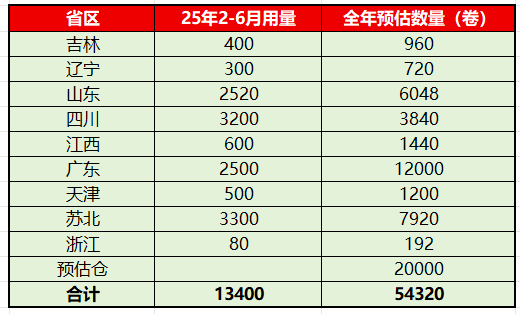 省区 25年2-6月用量 全年预估数量（卷）
吉林 400 960
辽宁 300 720
山东 2520 6048
四川 3200 3840
江西 600 1440
广东 2500 12000
天津 500 1200
苏北 3300 7920
浙江 80 192
预估仓 20000
合计 13400 54320